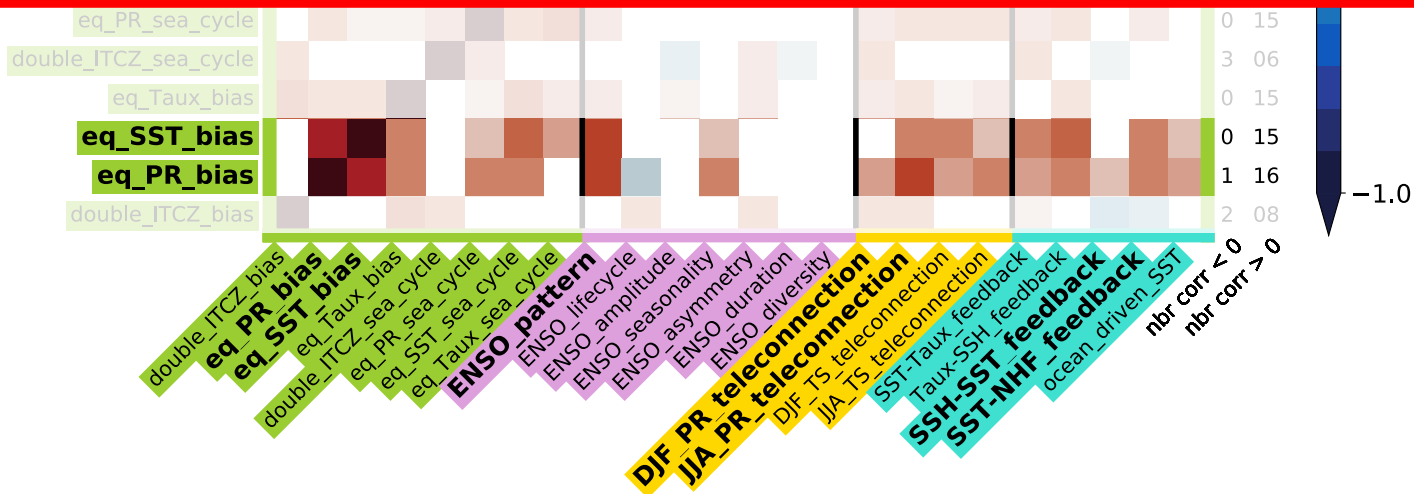 eq_PR_sea_cycle 0 15
double_ITCZ_sea_cycle 3 06
eq_Taux_bias 0 15
eq_SST_bias 0 15
eq_PR_bias 1 16
double_ITCZ_bias 2 08
−1.0
double_ITCZ_bias
eq_PR_bias
eq_SST_bias
eq_Taux_bias
double_ITCZ_sea_cycle
eq_PR_sea_cycle
eq_SST_sea_cycle
eq_Taux_sea_cycle
ENSO_pattern
ENSO_lifecycle
ENSO_amplitude
ENSO_seasonality
ENSO_asymmetry
ENSO_duration
ENSO_diversity
DJF_PR_teleconnection
JJA_PR_teleconnection
DJF_TS_teleconnection
JJA_TS_teleconnection
SST-Taux_feedback
Taux-SSH_feedback
SSH-SST_feedback
SST-NHF_feedback
ocean_driven_SST
nbr corr < 0
nbr corr > 0